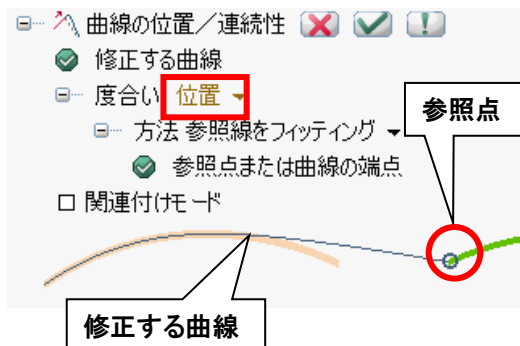 曲線の位置／連続性
修正する曲線
度合い 位置
参照点
方法 参照線をフィッティング
参照点または曲線の端点
関連付けモード
修正する曲線